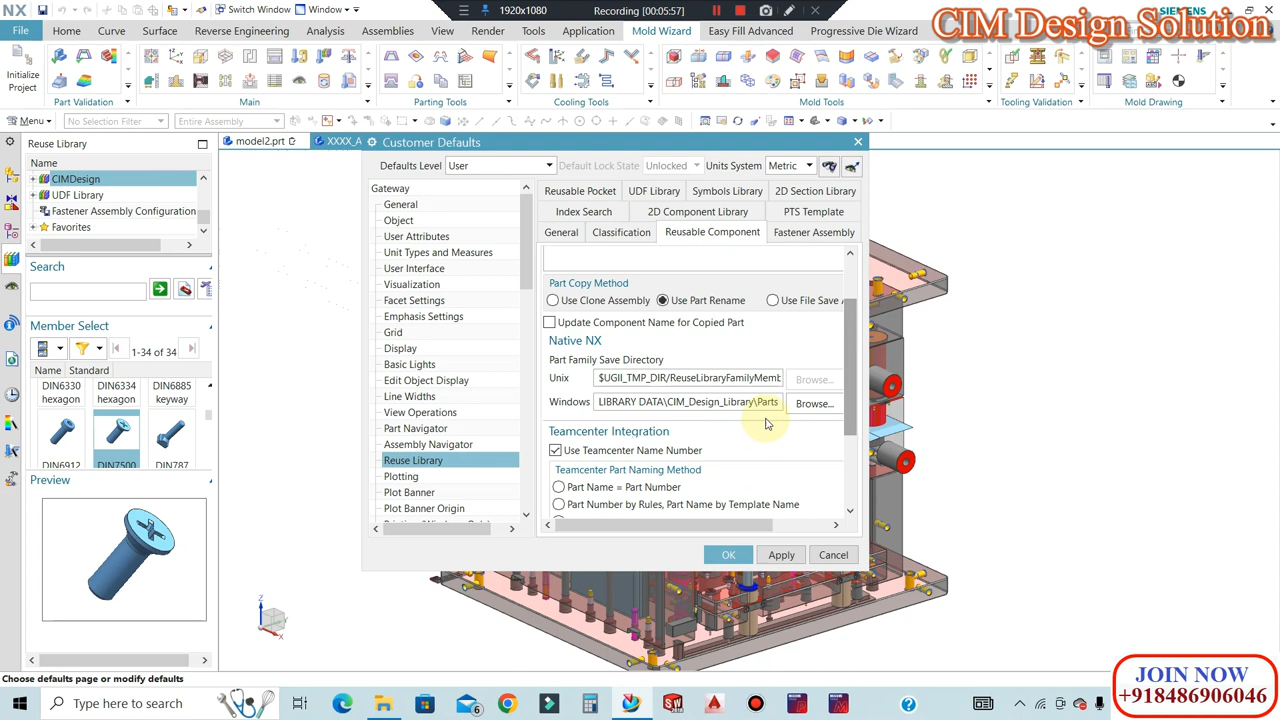 NX
Switch Window
Window
1920x1080
Recording [00:05:57]
SIEMENS
CIM Design Solution
File
Home
Curve
Surface
Reverse Engineering
Analysis
Assemblies
View
Render
Tools
Application
Mold Wizard
Easy Fill Advanced
Progressive Die Wizard
Initialize
Project
Part Validation
Main
Parting Tools
Cooling Tools
Mold Tools
Tooling Validation
Mold Drawing
Menu
No Selection Filter
Entire Assembly
Reuse Library
Name
CIMDesign
UDF Library
Fastener Assembly Configuration
Favorites
Search
Member Select
1-34 of 34
Name Standard
DIN6330 DIN6334 DIN6885
hexagon hexagon keyway
DIN6912 DIN7500 DIN787
Preview
model2.prt
XXXX_A
Customer Defaults
Defaults Level User
Default Lock State Unlocked
Units System Metric
Gateway
General
Object
User Attributes
Unit Types and Measures
User Interface
Visualization
Facet Settings
Emphasis Settings
Grid
Display
Basic Lights
Edit Object Display
Line Widths
View Operations
Part Navigator
Assembly Navigator
Reuse Library
Plotting
Plot Banner
Plot Banner Origin
Reusable Pocket UDF Library Symbols Library 2D Section Library
Index Search 2D Component Library PTS Template
General Classification Reusable Component Fastener Assembly
Part Copy Method
Use Clone Assembly Use Part Rename Use File Save
Update Component Name for Copied Part
Native NX
Part Family Save Directory
Unix $UGII_TMP_DIR/ReuseLibraryFamilyMemb Browse...
Windows LIBRARY DATA\CIM_Design_Library\Parts Browse...
Teamcenter Integration
Use Teamcenter Name Number
Teamcenter Part Naming Method
Part Name = Part Number
Part Number by Rules, Part Name by Template Name
OK Apply Cancel
Choose defaults page or modify defaults
Type here to search
JOIN NOW
+918486906046